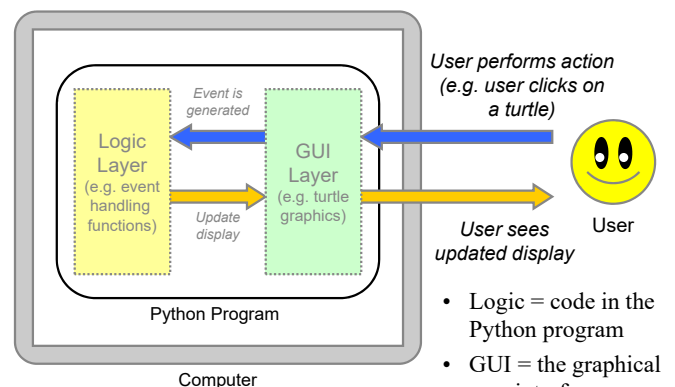 User performs action
(e.g. user clicks on
a turtle)
Event is
generated
Logic
Layer
(e.g. event
handling
functions)
GUI
Layer
(e.g. turtle
graphics)
Update
display
User
User sees
updated display
Python Program
Computer
• Logic = code in the
Python program
• GUI = the graphical